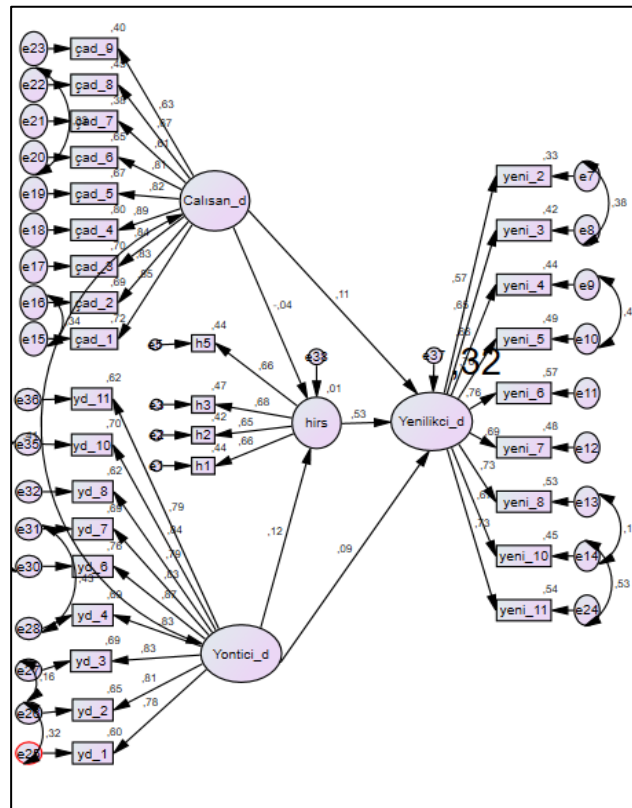 e23 çad_9 ,40
e22 çad_8
e21 çad_7
e20 çad_6 ,65
e19 çad_5 ,67
e18 çad_4 ,80
e17 çad_3 ,70
e16 çad_2 ,69
e15 çad_1 ,72
,63
,67
,61
,81
,82
,89
,84
,83
,85
Calısan_d
,34
-,04
,11
h5 ,44
h3 ,47
h2 ,42
h1 ,44
,66
,68
,65
,66
e38
hirs ,01
,53
,12
,09
e37
,32
Yenilikci_d
yeni_2 ,33 e7
yeni_3 ,42 e8
yeni_4 ,44 e9
yeni_5 ,49 e10
yeni_6 ,57 e11
yeni_7 ,48 e12
yeni_8 ,53 e13
yeni_10 ,45 e14
yeni_11 ,54 e24
,57
,65
,76
,69
,73
,73
,38
,53
e36 yd_11 ,62
e35 yd_10 ,70
e32 yd_8 ,62
e31 yd_7 ,69
e30 yd_6 ,76
e28 yd_4 ,69
yd_3 ,69
e26 yd_2 ,65
yd_1 ,60
,79
,84
,79
,83
,87
,83
,83
,81
,78
Yontici_d
,43
,16
,32